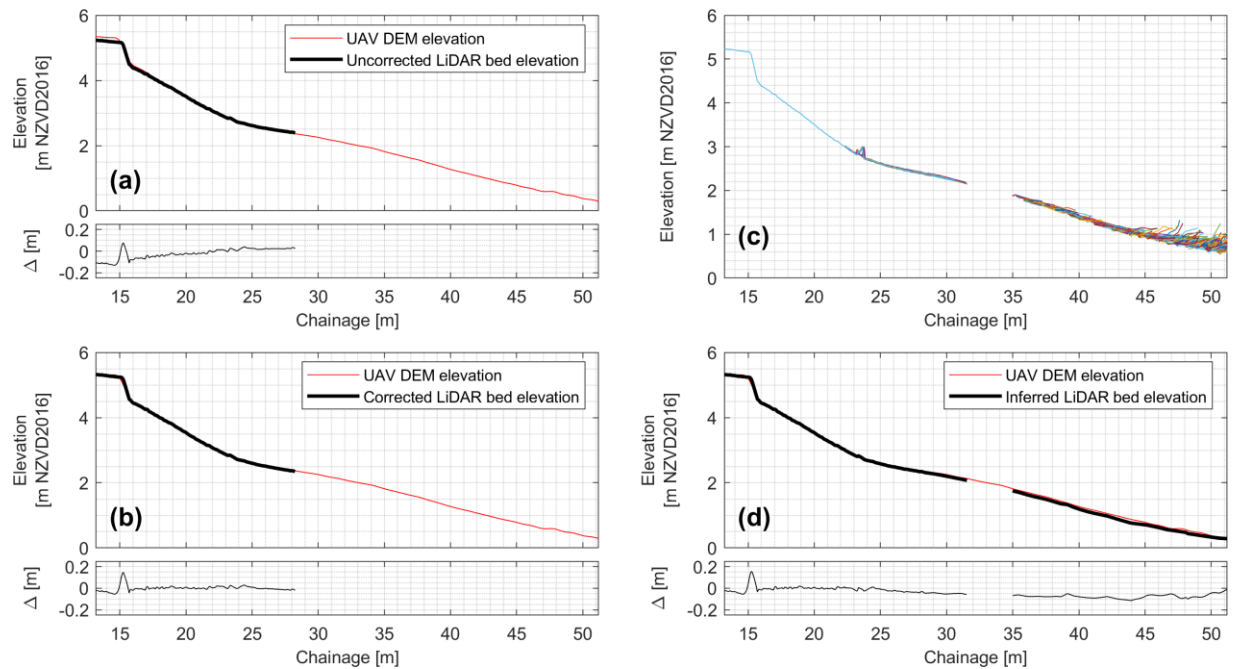 6
4
2
0
Elevation
[m NZVD2016]
UAV DEM elevation
Uncorrected LiDAR bed elevation
(a)
0.2
0
-0.2
Δ [m]
15 20 25 30 35 40 45 50
Chainage [m]
6
5
4
3
2
1
0
Elevation [m NZVD2016]
(c)
15 20 25 30 35 40 45 50
Chainage [m]
6
4
2
0
Elevation
[m NZVD2016]
UAV DEM elevation
Corrected LiDAR bed elevation
(b)
0.2
0
-0.2
Δ [m]
15 20 25 30 35 40 45 50
Chainage [m]
6
4
2
0
Elevation
[m NZVD2016]
UAV DEM elevation
Inferred LiDAR bed elevation
(d)
0.2
0
-0.2
Δ [m]
15 20 25 30 35 40 45 50
Chainage [m]